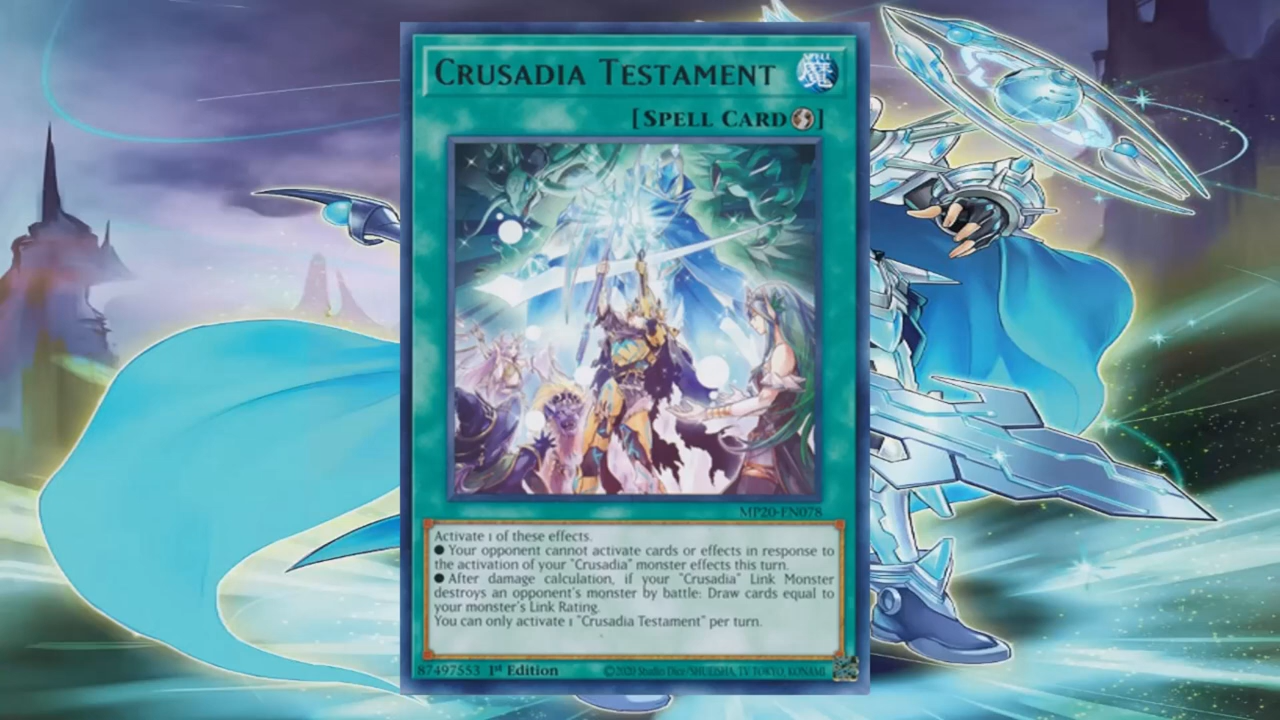 CRUSADIA TESTAMENT
SPELL
魔
[SPELL CARD]
MP20-EN078
Activate 1 of these effects.
● Your opponent cannot activate cards or effects in response to
the activation of your "Crusadia" monster effects this turn.
● After damage calculation, if your "Crusadia" Link Monster
destroys an opponent's monster by battle: Draw cards equal to
your monster's Link Rating.
You can only activate 1 "Crusadia Testament" per turn.
87497553 1st Edition ©2020 Studio Dice/SHUEISHA, TV TOKYO, KONAMI